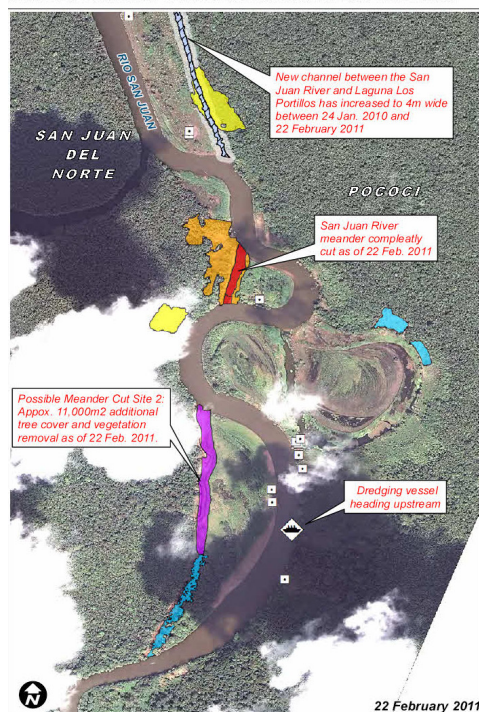 New channel between the San
Juan River and Laguna Los
Portillos has increased to 4m wide
between 24 Jan. 2010 and
22 February 2011
RIO SAN JUAN
SAN JUAN
DEL
NORTE
POCOCI
San Juan River
meander compleatly
cut as of 22 Feb. 2011
Possible Meander Cut Site 2:
Appox. 11,000m2 additional
tree cover and vegetation
removal as of 22 Feb. 2011.
Dredging vessel
heading upstream
N
22 February 2011